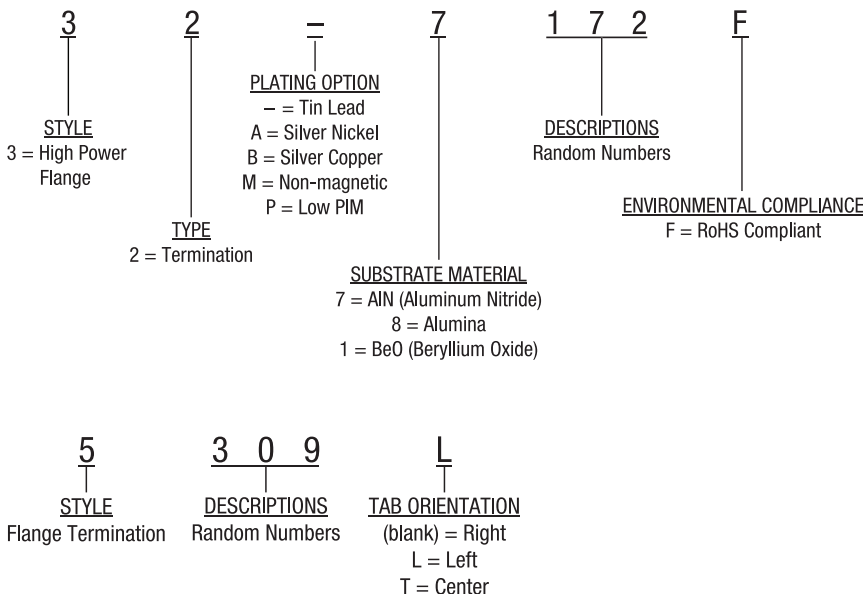 3 2 – 7 1 7 2 F
STYLE
3 = High Power
Flange
TYPE
2 = Termination
PLATING OPTION
– = Tin Lead
A = Silver Nickel
B = Silver Copper
M = Non-magnetic
P = Low PIM
SUBSTRATE MATERIAL
7 = AlN (Aluminum Nitride)
8 = Alumina
1 = BeO (Beryllium Oxide)
DESCRIPTIONS
Random Numbers
ENVIRONMENTAL COMPLIANCE
F = RoHS Compliant
5 3 0 9 L
STYLE
Flange Termination
DESCRIPTIONS
Random Numbers
TAB ORIENTATION
(blank) = Right
L = Left
T = Center